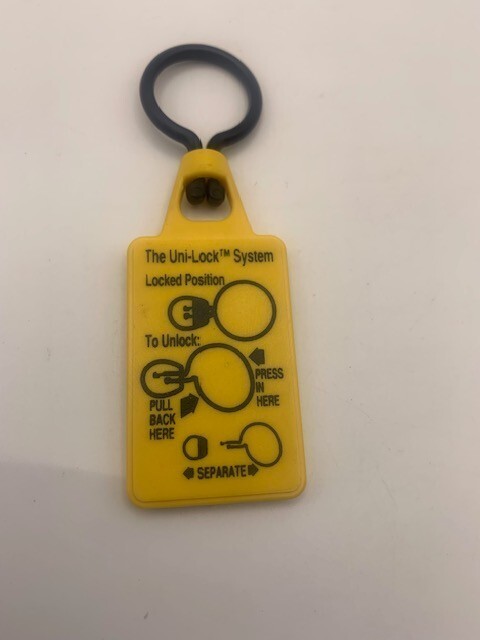 The Uni-Lock™ System
Locked Position
To Unlock:
PRESS
IN
HERE
PULL
BACK
HERE
SEPARATE